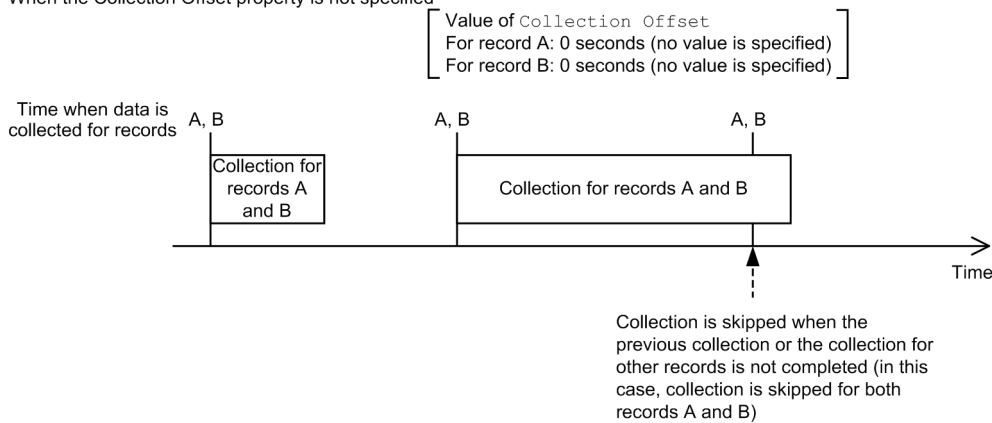 When the Collection Offset property is not specified
Value of Collection Offset
For record A: 0 seconds (no value is specified)
For record B: 0 seconds (no value is specified)
Time when data is
collected for records
A, B
A, B
A, B
Collection for
records A
and B
Collection for records A and B
Time
Collection is skipped when the
previous collection or the collection for
other records is not completed (in this
case, collection is skipped for both
records A and B)